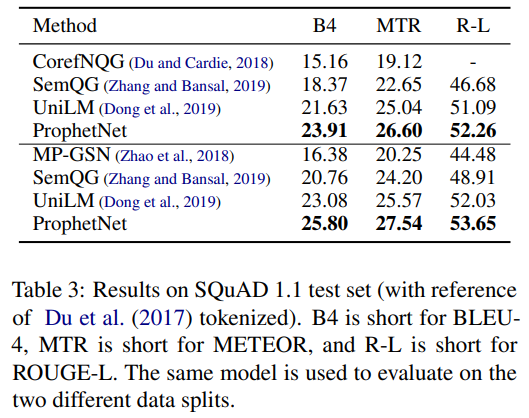 Method B4 MTR R-L
CorefNQG (Du and Cardie, 2018) 15.16 19.12 -
SemQG (Zhang and Bansal, 2019) 18.37 22.65 46.68
UniLM (Dong et al., 2019) 21.63 25.04 51.09
ProphetNet 23.91 26.60 52.26
MP-GSN (Zhao et al., 2018) 16.38 20.25 44.48
SemQG (Zhang and Bansal, 2019) 20.76 24.20 48.91
UniLM (Dong et al., 2019) 23.08 25.57 52.03
ProphetNet 25.80 27.54 53.65
Table 3: Results on SQuAD 1.1 test set (with reference
of Du et al. (2017) tokenized). B4 is short for BLEU-
4, MTR is short for METEOR, and R-L is short for
ROUGE-L. The same model is used to evaluate on the
two different data splits.